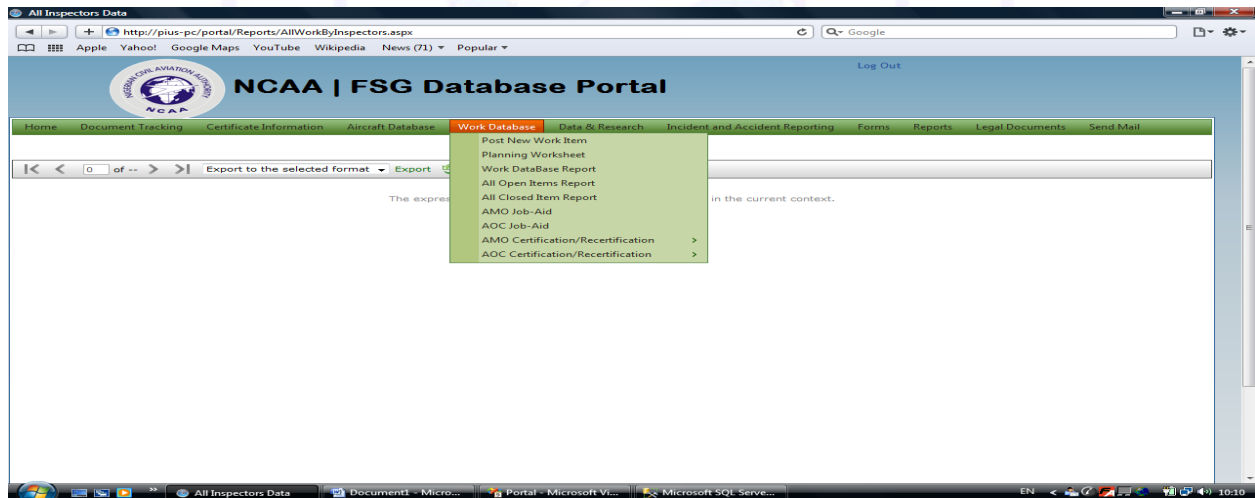 All Inspectors Data
http://pius-pc/portal/Reports/AllWorkByInspectors.aspx
Google
Apple Yahoo! Google Maps YouTube Wikipedia News (71) Popular
Log Out
NIGERIAN CIVIL AVIATION AUTHORITY
NCAA
NCAA | FSG Database Portal
Home Document Tracking Certificate Information Aircraft Database Work Database Data & Research Incident and Accident Reporting Forms Reports Legal Documents Send Mail
Post New Work Item
Planning Worksheet
Work DataBase Report
All Open Items Report
All Closed Item Report
AMO Job-Aid
AOC Job-Aid
AMO Certification/Recertification >
AOC Certification/Recertification >
0 of -- Export to the selected format Export
The expres in the current context.
All Inspectors Data Document1 - Micro... Portal - Microsoft Vi... Microsoft SQL Serve... EN 10:10